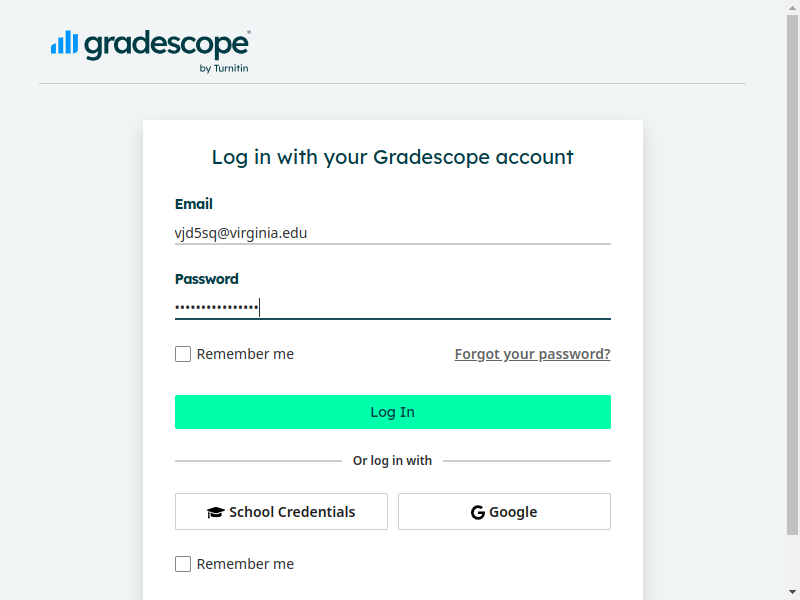 gradescope
by Turnitin
Log in with your Gradescope account
Email
vjd5sq@virginia.edu
Password
••••••••••••••••
Remember me
Forgot your password?
Log In
Or log in with
School Credentials
Google
Remember me